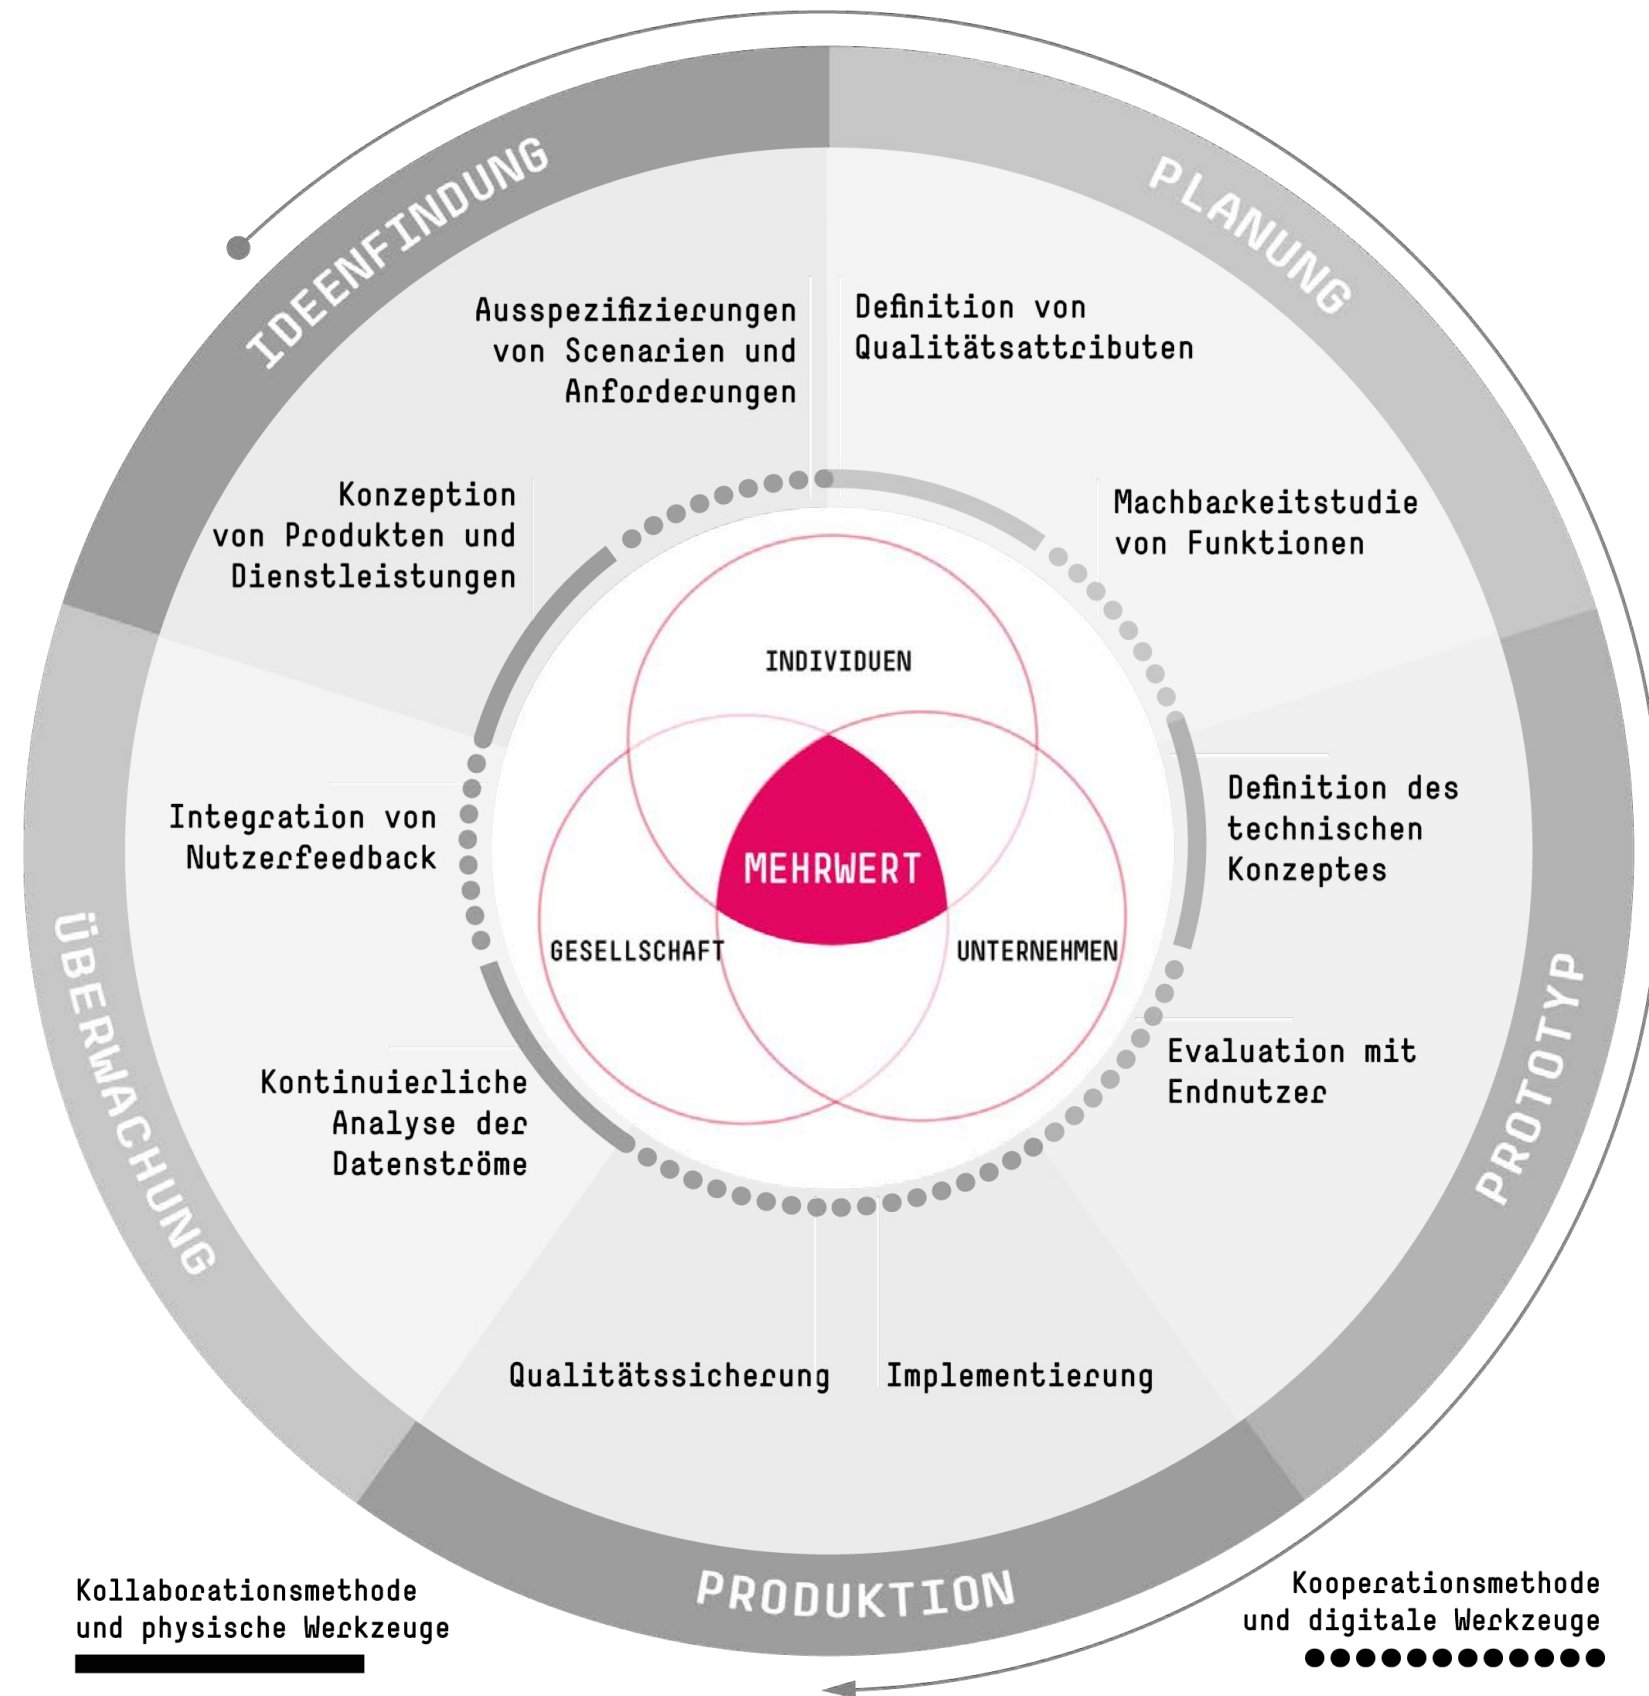 IDEENFINDUNG
PLANUNG
Ausspezifizierungen
von Scenarien und
Anforderungen
Definition von
Qualitätsattributen
Konzeption
von Produkten und
Dienstleistungen
Machbarkeitstudie
von Funktionen
INDIVIDUEN
MEHRWERT
GESELLSCHAFT
UNTERNEHMEN
Integration von
Nutzerfeedback
Definition des
technischen
Konzeptes
ÜBERWACHUNG
PROTOTYP
Kontinuierliche
Analyse der
Datenströme
Evaluation mit
Endnutzer
Qualitätssicherung
Implementierung
PRODUKTION
Kollaborationsmethode
und physische Werkzeuge
Kooperationsmethode
und digitale Werkzeuge